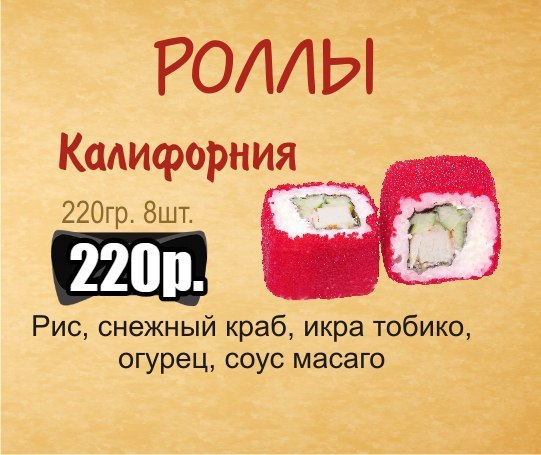 РОЛЛЫ
Калифорния
220гр. 8шт.
220р.
Рис, снежный краб, икра тобико,
огурец, соус масаго